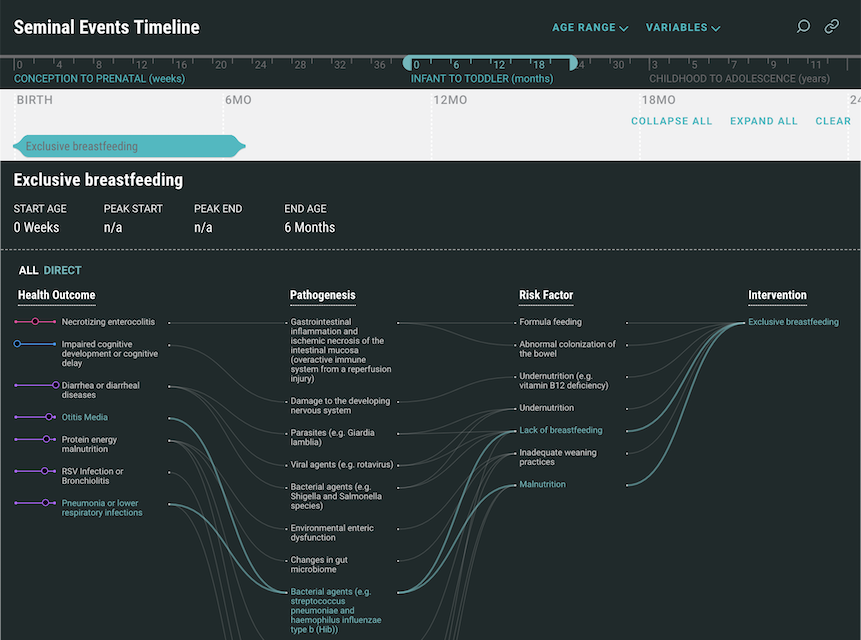 Seminal Events Timeline
AGE RANGE
VARIABLES
0 4 8 12 16 20 24 28 32 36 0 6 12 18 24 30 3 5 7 9 11
CONCEPTION TO PRENATAL (weeks)
INFANT TO TODDLER (months)
CHILDHOOD TO ADOLESCENCE (years)
BIRTH 6MO 12MO 18MO 24
COLLAPSE ALL EXPAND ALL CLEAR
Exclusive breastfeeding
Exclusive breastfeeding
START AGE PEAK START PEAK END END AGE
0 Weeks n/a n/a 6 Months
ALL DIRECT
Health Outcome
Necrotizing enterocolitis
Impaired cognitive
development or cognitive
delay
Diarrhea or diarrheal
diseases
Otitis Media
Protein energy
malnutrition
RSV Infection or
Bronchiolitis
Pneumonia or lower
respiratory infections
Pathogenesis
Gastrointestinal
inflammation and
ischemic necrosis of the
intestinal mucosa
(overactive immune
system from a reperfusion
injury)
Damage to the developing
nervous system
Parasites (e.g. Giardia
lamblia)
Viral agents (e.g. rotavirus)
Bacterial agents (e.g.
Shigella and Salmonella
species)
Environmental enteric
dysfunction
Changes in gut
microbiome
Bacterial agents (e.g.
streptococcus
pneumoniae and
haemophilus influenzae
type b (Hib))
Risk Factor
Formula feeding
Abnormal colonization of
the bowel
Undernutrition (e.g.
vitamin B12 deficiency)
Undernutrition
Lack of breastfeeding
Inadequate weaning
practices
Malnutrition
Intervention
Exclusive breastfeeding